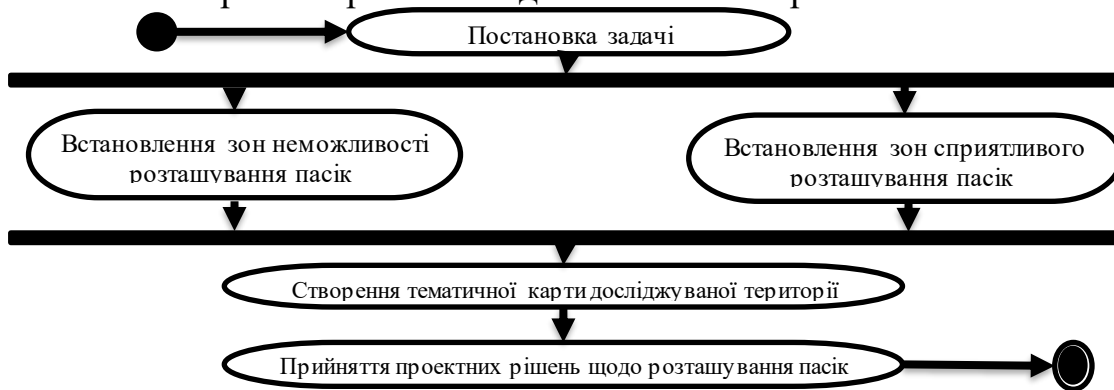 Постановка задачі
Встановлення зон неможливості
розташування пасік
Встановлення зон сприятливого
розташування пасік
Створення тематичної карти досліджуваної території
Прийняття проектних рішень щодо розташування пасік